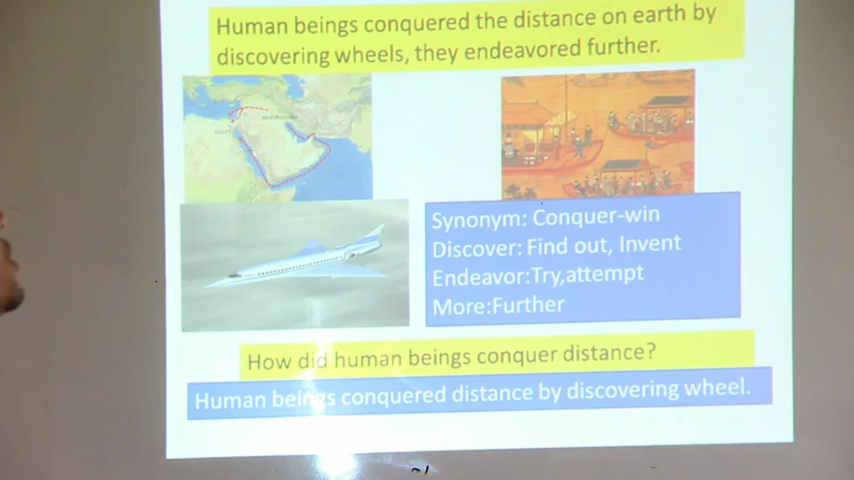 Human beings conquered the distance on earth by
discovering wheels, they endeavored further.
Synonym: Conquer-win
Discover: Find out, Invent
Endeavor:Try,attempt
More:Further
How did human beings conquer distance?
Human beings conquered distance by discovering wheel.